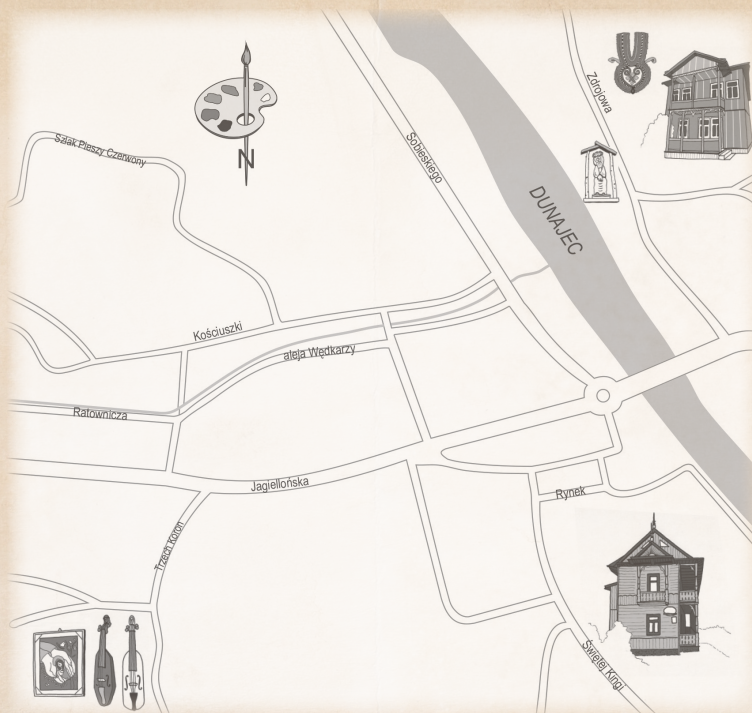 Zdrojowa
Sobieskiego
Szlak Pieszy Czerwony
N
DUNAJEC
Kościuszki
aleja Wędkarzy
Ratownicza
Jagiellońska
Rynek
Trzech Koron
Świętej Kingi